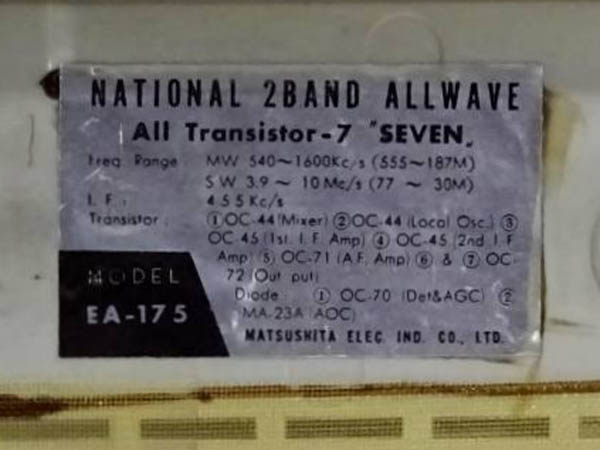 NATIONAL 2BAND ALLWAVE
All Transistor-7 "SEVEN„
Freq. Range MW 540~1600Kc/s (555~187M)
SW 3.9 ~ 10Mc/s (77 ~ 30M)
I. F. : 455Kc/s
Transistor : ①OC-44(Mixer) ②OC-44 (Local Osc.) ③
OC-45 (1st. I. F. Amp) ④ OC-45 (2nd I. F
Amp) ⑤ OC-71 (A.F. Amp) ⑥ & ⑦ OC-
72 (Out put)
Diode : ① OC-70 (Det&AGC) ②
MA-23A (AOC)
MODEL
EA-175
MATSUSHITA ELEC. IND. CO., LTD.